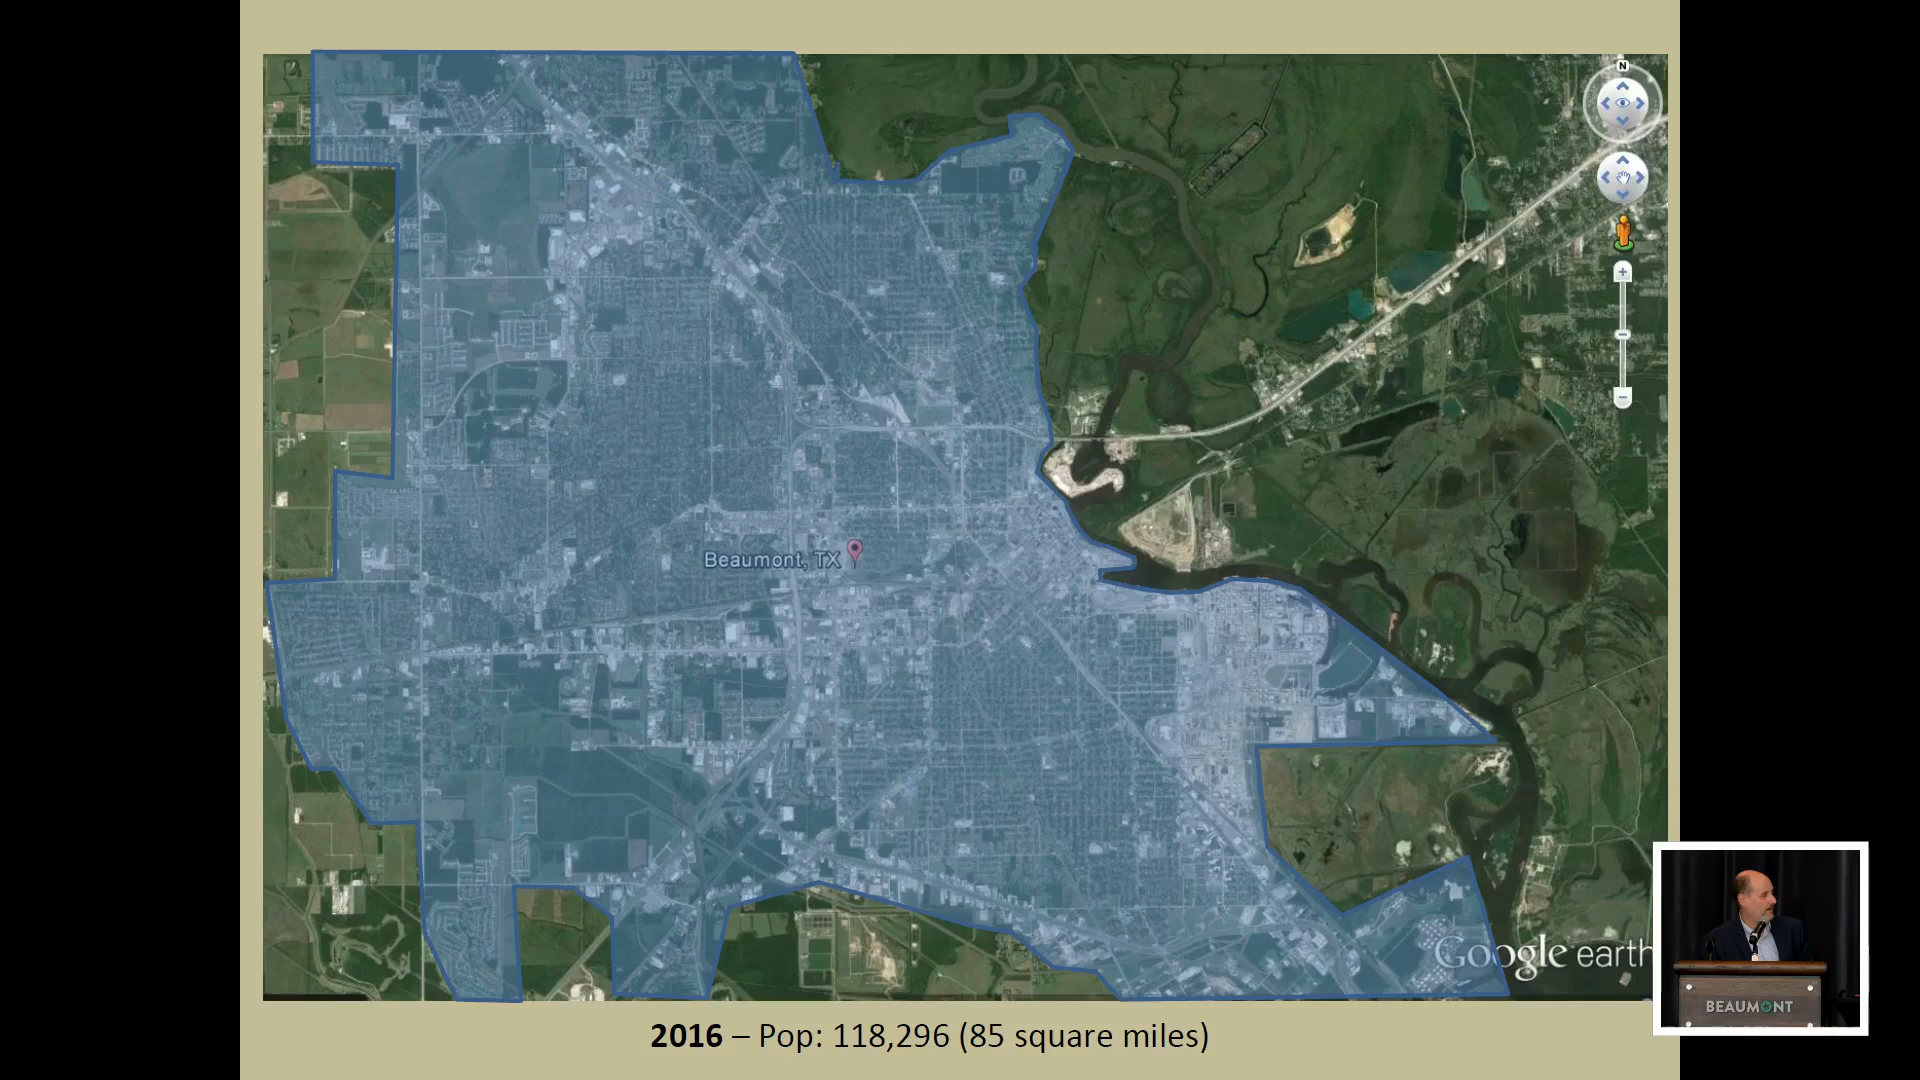 N
Beaumont, TX
Google earth
BEAUMONT
2016 – Pop: 118,296 (85 square miles)